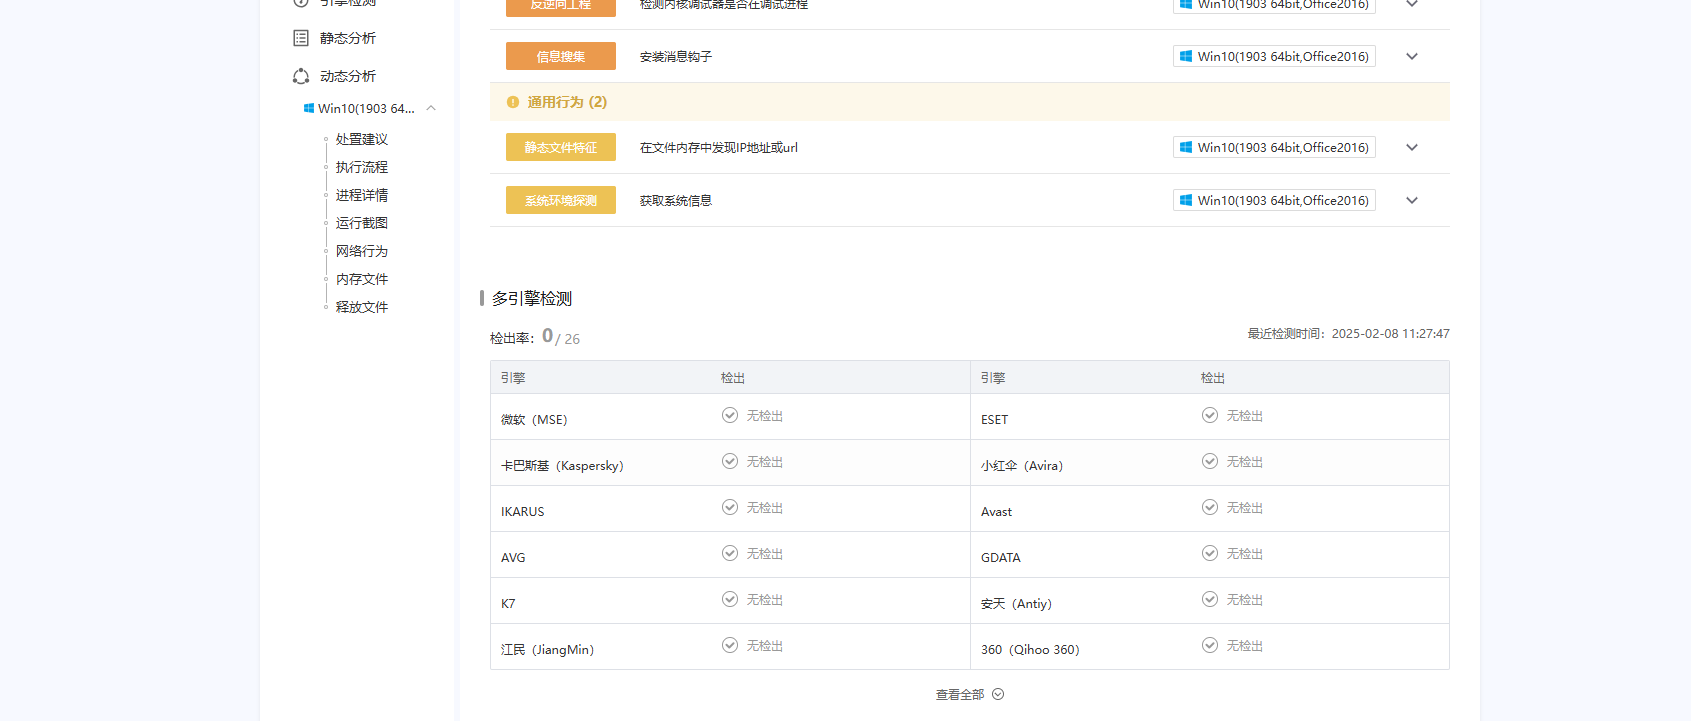 引擎检测
静态分析
动态分析
Win10(1903 64...
处置建议
执行流程
进程详情
运行截图
网络行为
内存文件
释放文件
反逆向工程 检测内核调试器是否在调试进程 Win10(1903 64bit,Office2016)
信息搜集 安装消息钩子 Win10(1903 64bit,Office2016)
通用行为 (2)
静态文件特征 在文件内存中发现IP地址或url Win10(1903 64bit,Office2016)
系统环境探测 获取系统信息 Win10(1903 64bit,Office2016)
多引擎检测
检出率：0 / 26 最近检测时间：2025-02-08 11:27:47
引擎 检出 引擎 检出
微软（MSE） 无检出 ESET 无检出
卡巴斯基（Kaspersky） 无检出 小红伞（Avira） 无检出
IKARUS 无检出 Avast 无检出
AVG 无检出 GDATA 无检出
K7 无检出 安天（Antiy） 无检出
江民（JiangMin） 无检出 360（Qihoo 360） 无检出
查看全部